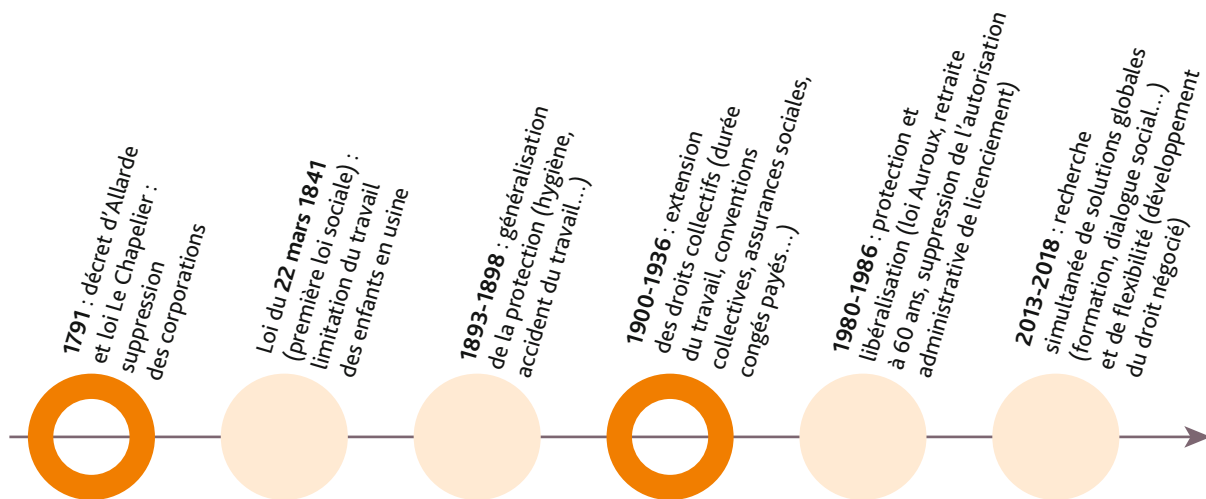 1791 : décret d'Allarde
et loi Le Chapelier :
suppression
des corporations
Loi du 22 mars 1841
(première loi sociale) :
limitation du travail
des enfants en usine
1893-1898 : généralisation
de la protection (hygiène,
accident du travail...)
1900-1936 : extension
des droits collectifs (durée
du travail, conventions
collectives, assurances sociales,
congés payés...)
1980-1986 : protection et
libéralisation (loi Auroux, retraite
à 60 ans, suppression de l'autorisation
administrative de licenciement)
2013-2018 : recherche
simultanée de solutions globales
(formation, dialogue social...)
et de flexibilité (développement
du droit négocié)